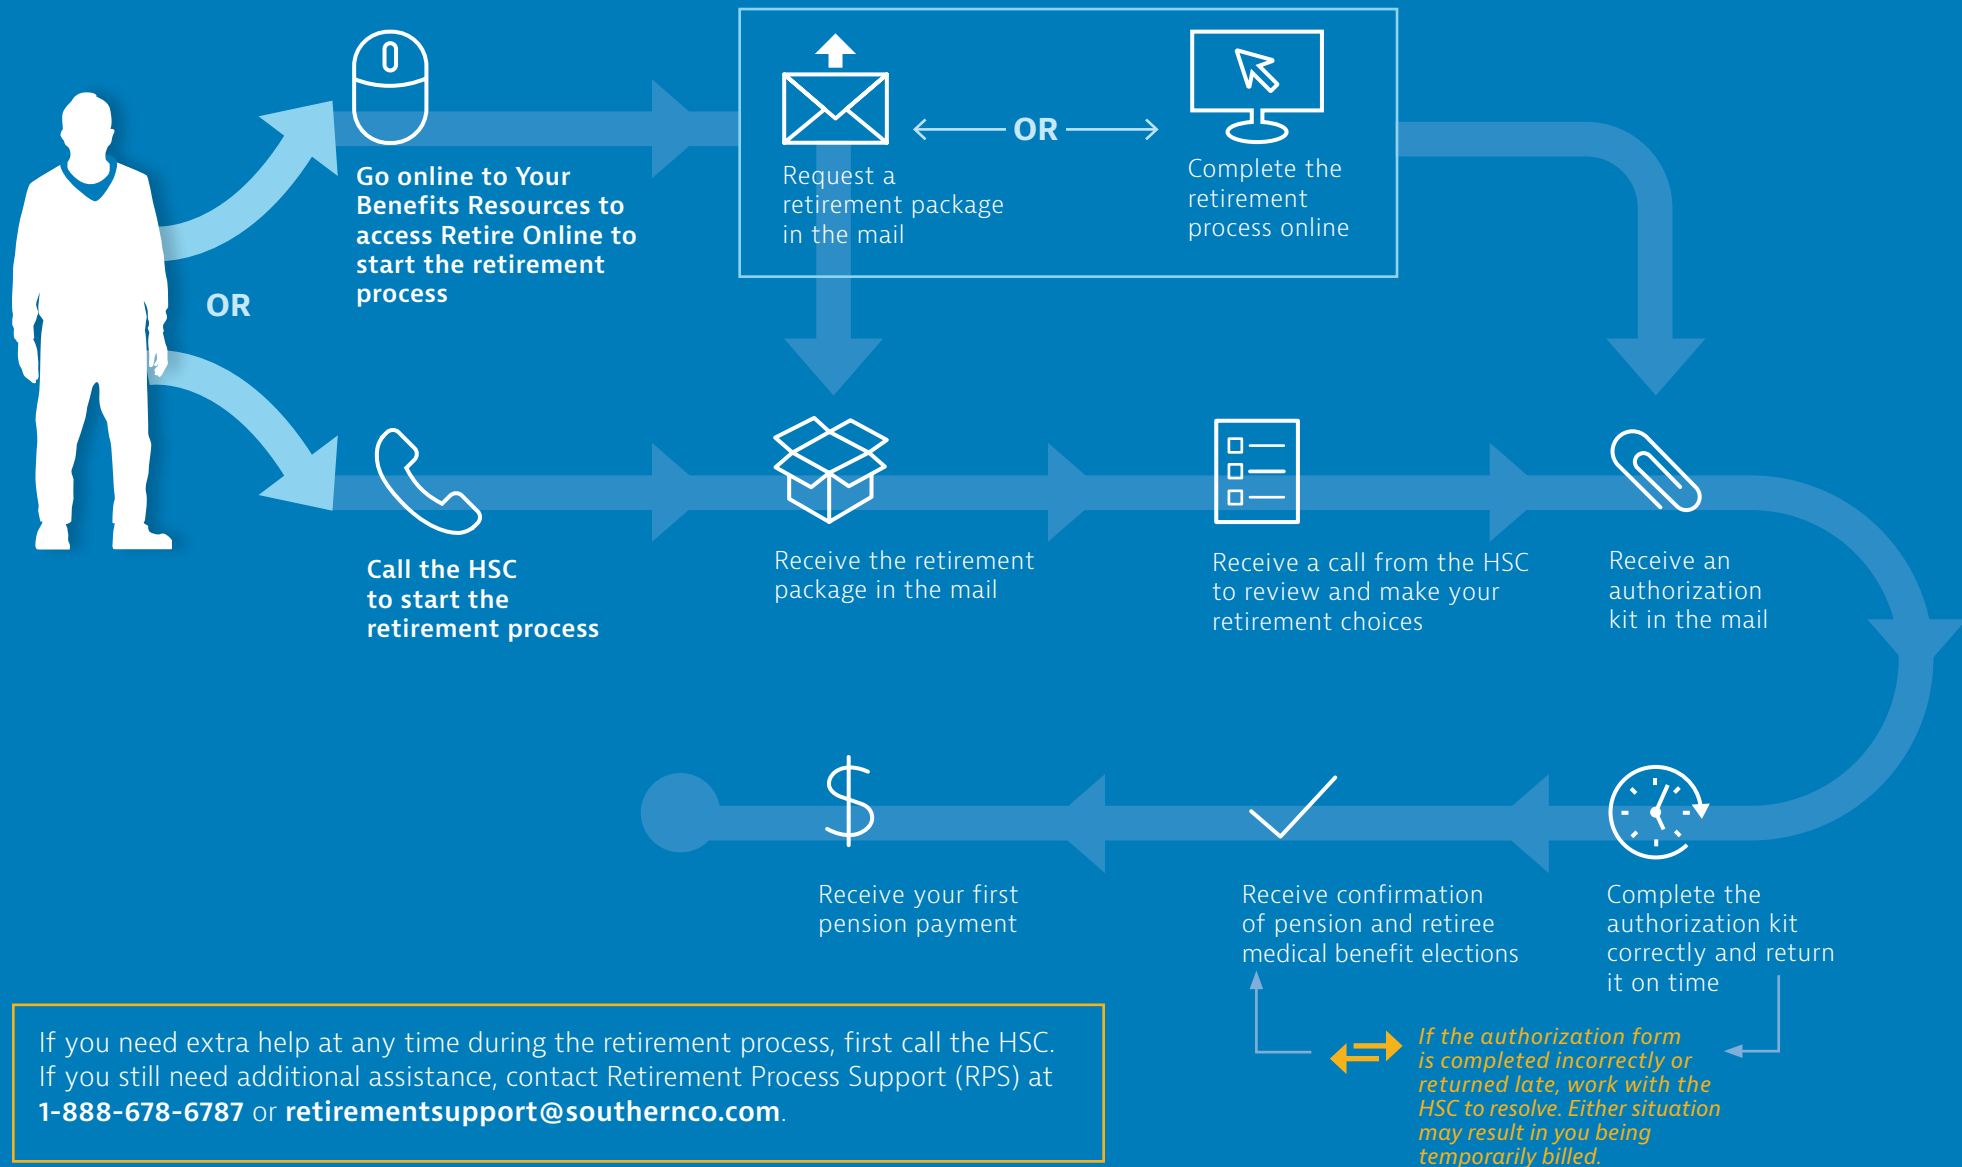 Go online to Your
Benefits Resources to
access Retire Online to
start the retirement
process
OR
Call the HSC
to start the
retirement process
Request a
retirement package
in the mail
OR
Complete the
retirement
process online
Receive the retirement
package in the mail
Receive a call from the HSC
to review and make your
retirement choices
Receive an
authorization
kit in the mail
Complete the
authorization kit
correctly and return
it on time
If the authorization form
is completed incorrectly or
returned late, work with the
HSC to resolve. Either situation
may result in you being
temporarily billed.
Receive confirmation
of pension and retiree
medical benefit elections
Receive your first
pension payment
If you need extra help at any time during the retirement process, first call the HSC.
If you still need additional assistance, contact Retirement Process Support (RPS) at
1-888-678-6787 or retirementsupport@southernco.com.